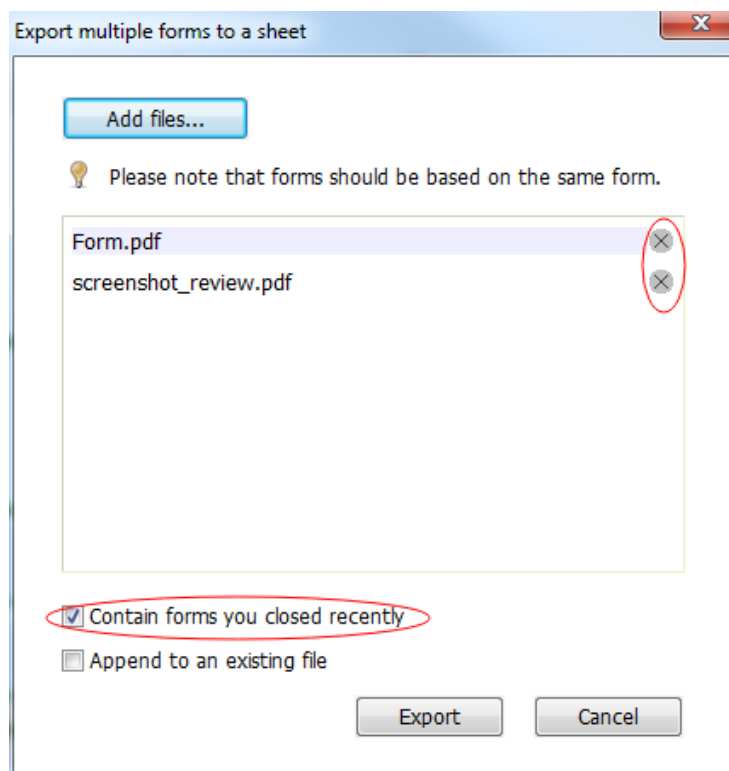 Export multiple forms to a sheet
Add files...
Please note that forms should be based on the same form.
Form.pdf
screenshot_review.pdf
Contain forms you closed recently
Append to an existing file
Export
Cancel